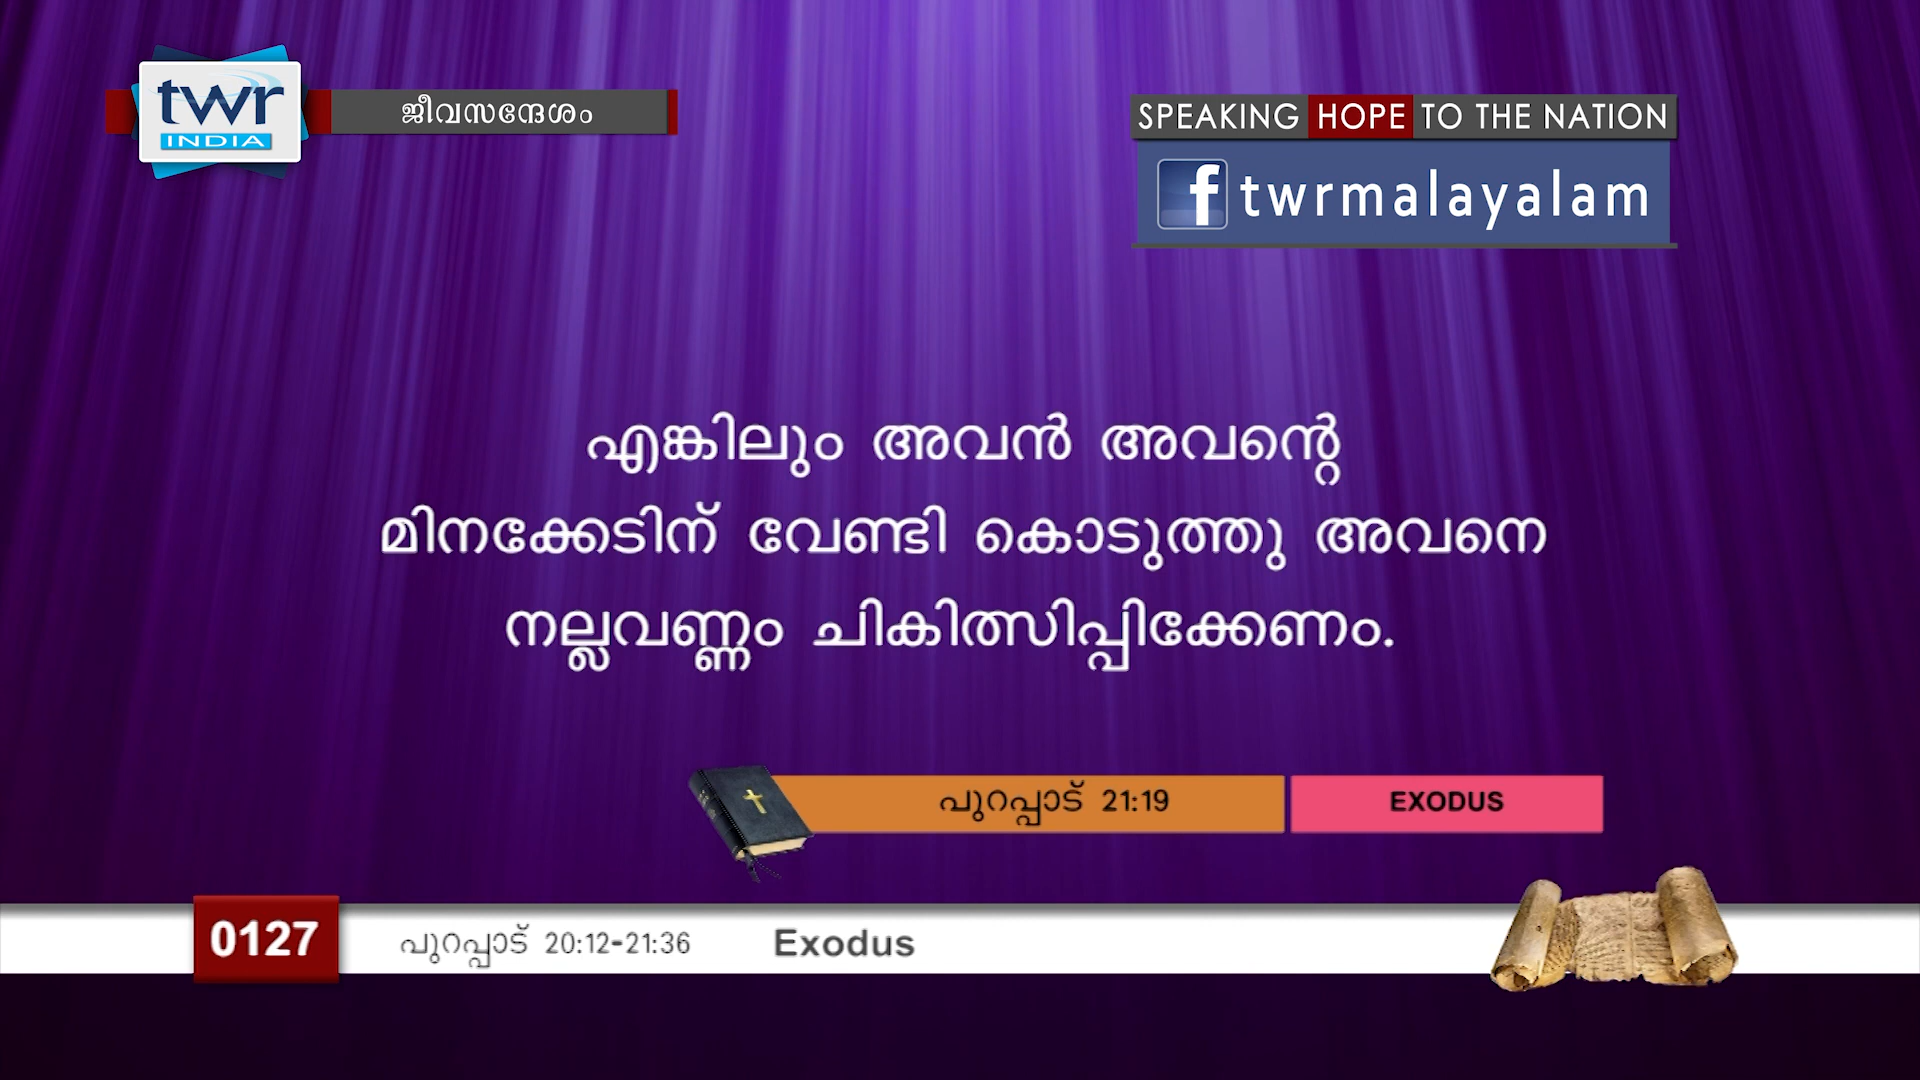 twr
INDIA
ജീവസന്ദേശം
SPEAKING HOPE TO THE NATION
f twrmalayalam
എങ്കിലും അവൻ അവന്റെ
മിനക്കേടിന് വേണ്ടി കൊടുത്തു അവനെ
നല്ലവണ്ണം ചികിത്സിപ്പിക്കേണം.
പുറപ്പാട് 21:19
EXODUS
0127
പുറപ്പാട് 20:12-21:36
Exodus